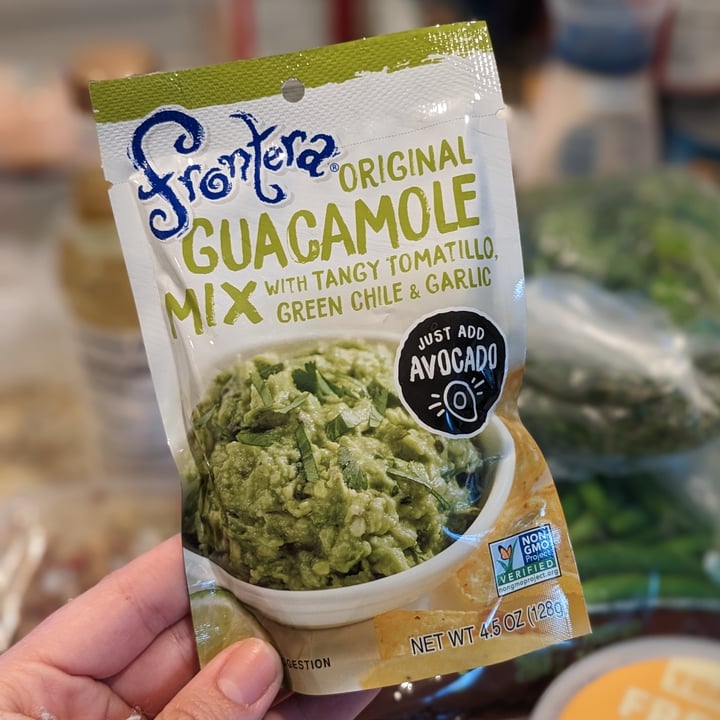 Frontera®
ORIGINAL
GUACAMOLE
MIX WITH TANGY TOMATILLO,
GREEN CHILE & GARLIC
JUST ADD
AVOCADO
NON
GMO
Project
VERIFIED
nongmoproject.org
NET WT 4.5 OZ (128g
GESTION